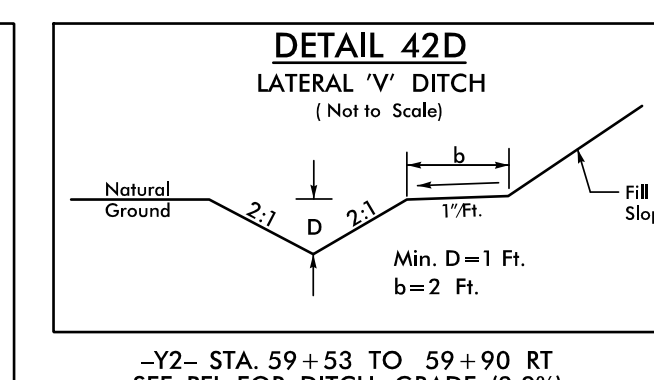 DETAIL 42D
LATERAL 'V' DITCH
( Not to Scale)
b
Natural
Ground
2:1
D
2:1
1"/Ft.
Fill
Min. D=1 Ft.
b=2 Ft.
-Y2- STA. 59+53 TO 59+90 RT